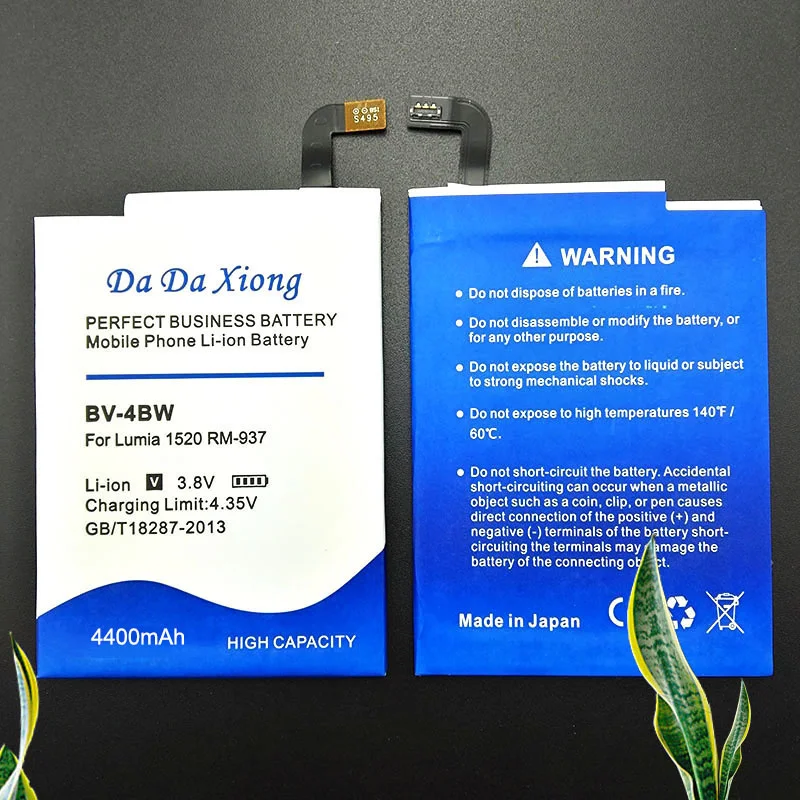 BSI
S495
Da Da Xiong
PERFECT BUSINESS BATTERY
Mobile Phone Li-ion Battery
BV-4BW
For Lumia 1520 RM-937
Li-ion V 3.8V
Charging Limit:4.35V
GB/T18287-2013
4400mAh
HIGH CAPACITY
WARNING
• Do not dispose of batteries in a fire.
• Do not disassemble or modify the battery, or
for any other purpose.
• Do not expose the battery to liquid or subject
to strong mechanical shocks.
• Do not expose to high temperatures 140℉ /
60℃.
• Do not short-circuit the battery. Accidental
short-circuiting can occur when a metallic
object such as a coin, clip, or pen causes
direct connection of the positive (+) and
negative (-) terminals of the battery short-
circuiting the terminals may damage the
battery of the connecting object.
Made in Japan